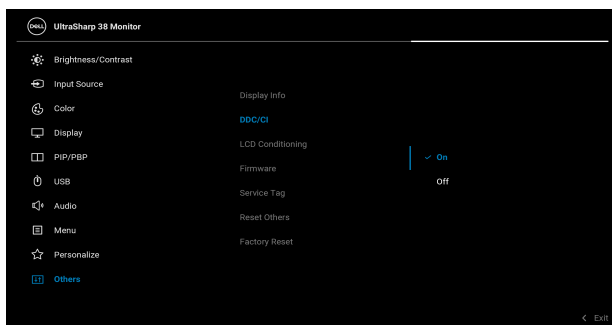 DELL UltraSharp 38 Monitor
Brightness/Contrast
Input Source
Color
Display
PIP/PBP
USB
Audio
Menu
Personalize
Others
Display Info
DDC/CI
LCD Conditioning
Firmware
Service Tag
Reset Others
Factory Reset
On
Off
Exit